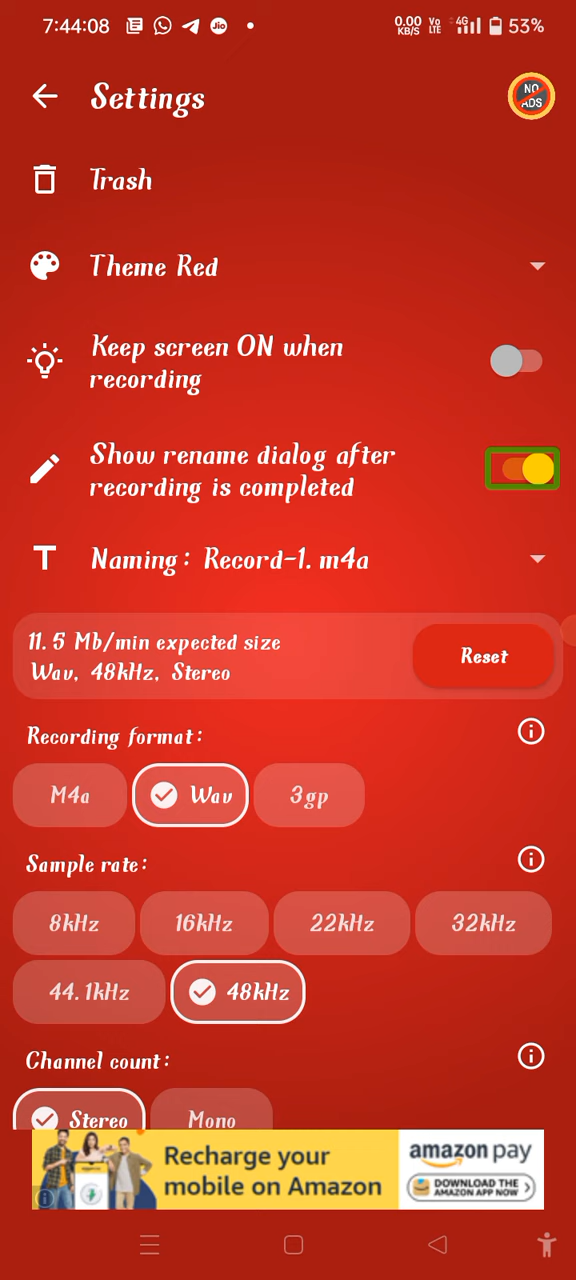 7:44:08 Jio 0.00 KB/S Vo LTE 4G 53%
Settings
NO ADS
Trash
Theme Red
Keep screen ON when
recording
Show rename dialog after
recording is completed
Naming: Record-1. m4a
11. 5 Mb/min expected size
Wav, 48kHz, Stereo
Reset
Recording format:
M4a Wav 3gp
Sample rate:
8kHz 16kHz 22kHz 32kHz
44. 1kHz 48kHz
Channel count:
Stereo Mono
Recharge your
mobile on Amazon
amazon pay
DOWNLOAD THE
AMAZON APP NOW